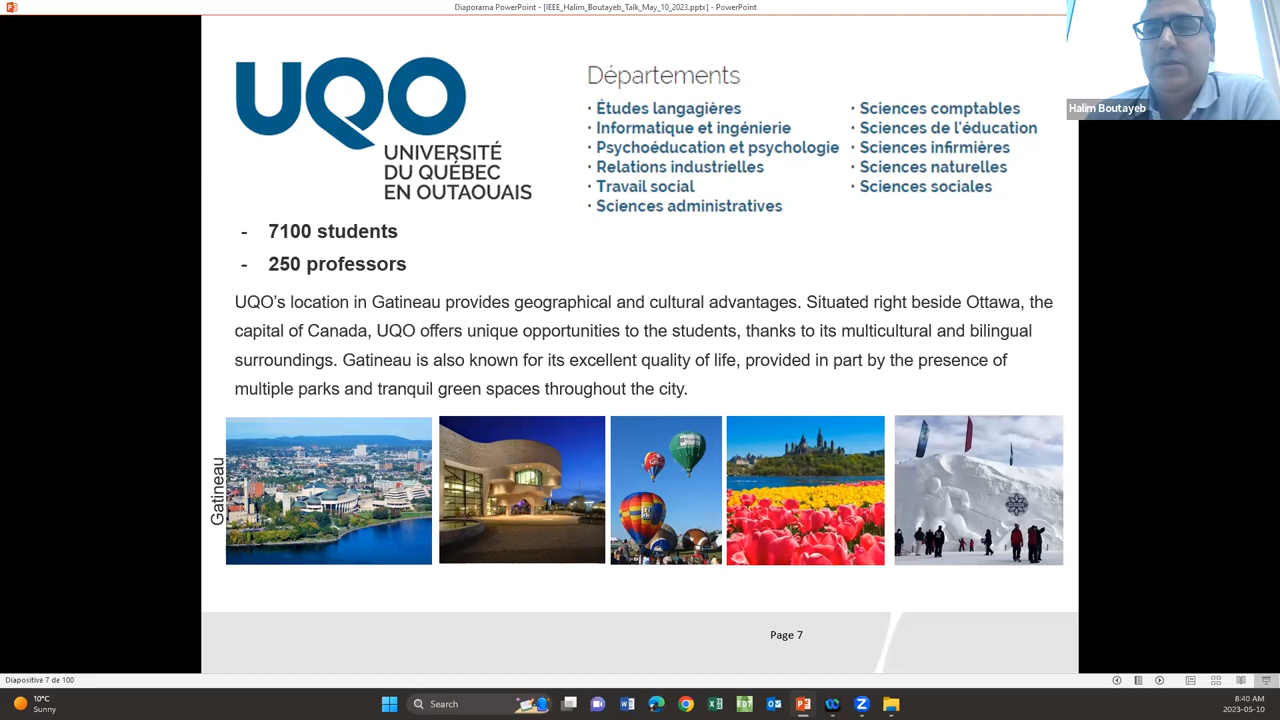 Diaporama PowerPoint - [IEEE_Halim_Boutayeb_Talk_May_10_2023.pptx] - PowerPoint
Halim Boutayeb
UQO
UNIVERSITÉ
DU QUÉBEC
EN OUTAOUAIS
Départements
· Études langagières
· Informatique et ingénierie
· Psychoéducation et psychologie
· Relations industrielles
· Travail social
· Sciences administratives
· Sciences comptables
· Sciences de l'éducation
· Sciences infirmières
· Sciences naturelles
· Sciences sociales
- 7100 students
- 250 professors
UQO’s location in Gatineau provides geographical and cultural advantages. Situated right beside Ottawa, the
capital of Canada, UQO offers unique opportunities to the students, thanks to its multicultural and bilingual
surroundings. Gatineau is also known for its excellent quality of life, provided in part by the presence of
multiple parks and tranquil green spaces throughout the city.
Gatineau
Page 7
Diapositive 7 de 100
10°C
Sunny
Search
EDT
8:40 AM
2023-05-10